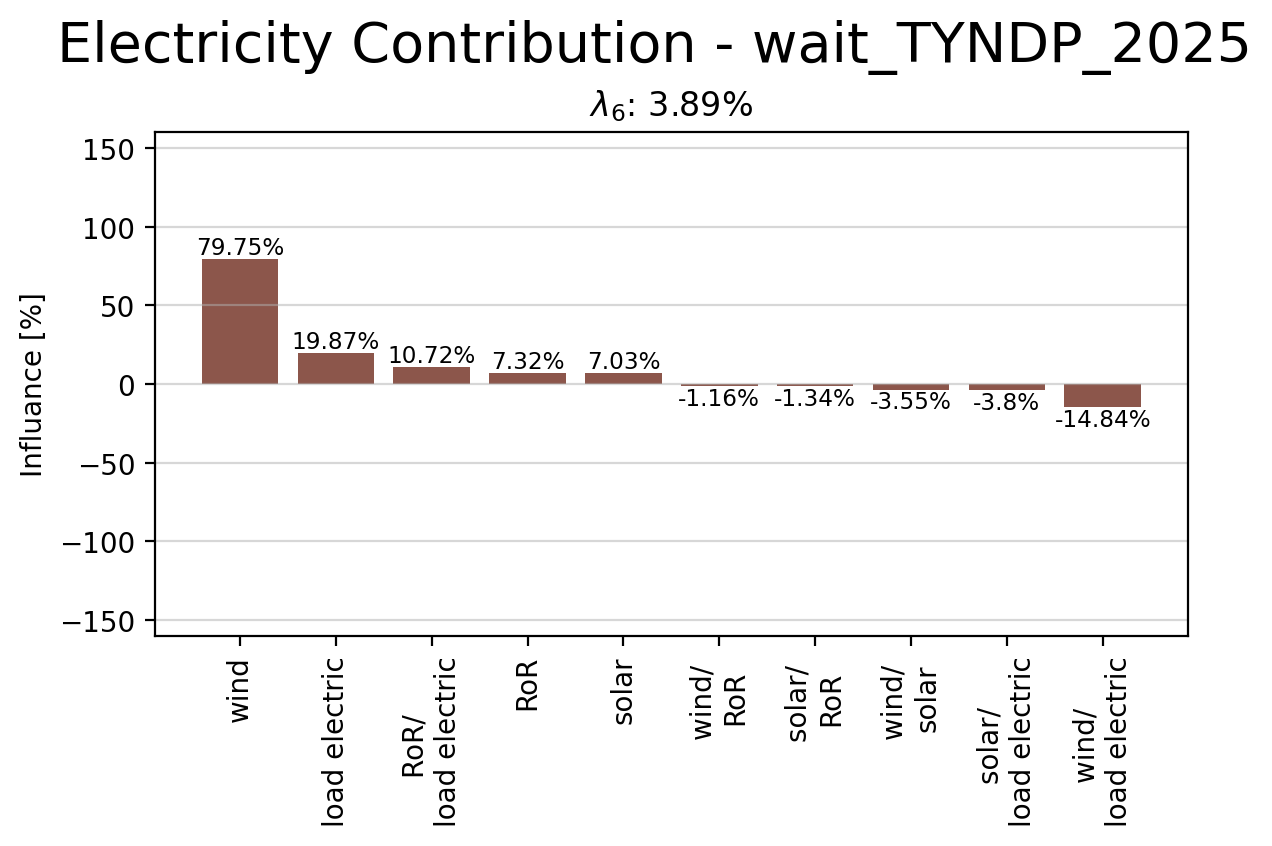 Electricity Contribution - wait_TYNDP_2025
λ6: 3.89%
Influance [%]
150
100
50
0
−50
−100
−150
79.75%
19.87%
10.72%
7.32%
7.03%
-1.16%
-1.34%
-3.55%
-3.8%
-14.84%
wind
load electric
RoR/
load electric
RoR
solar
wind/
RoR
solar/
RoR
wind/
solar
solar/
load electric
wind/
load electric